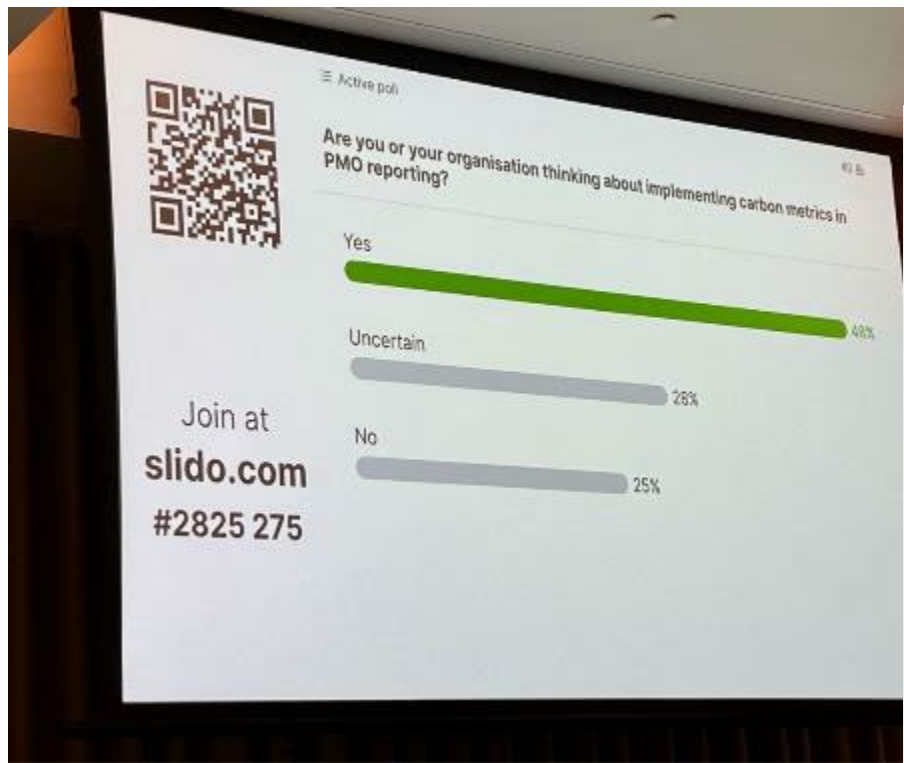 Active poll
Are you or your organisation thinking about implementing carbon metrics in
PMO reporting?
Yes
48%
Uncertain
28%
No
25%
Join at
slido.com
#2825 275